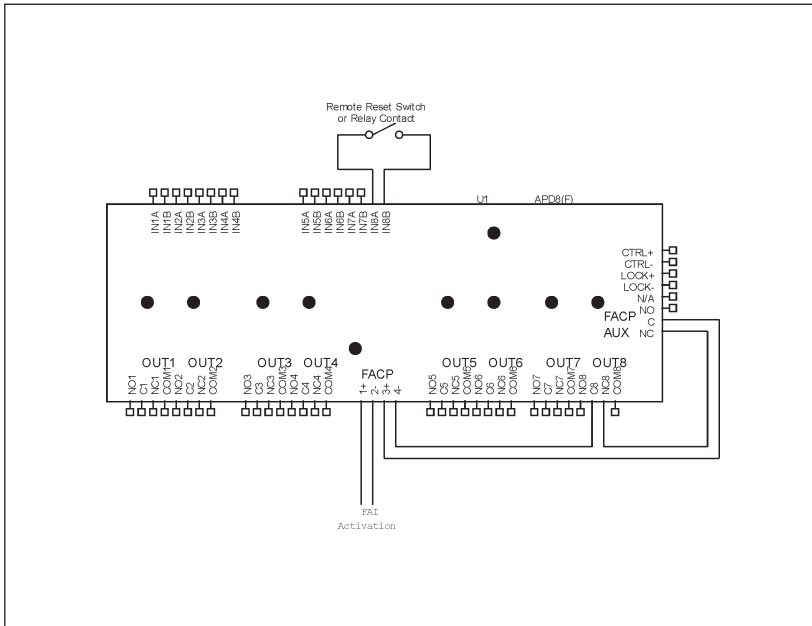 Remote Reset Switch
or Relay Contact
U1
APD8(F)
IN1A
IN1B
IN2A
IN2B
IN3A
IN3B
IN4A
IN4B
IN5A
IN5B
IN6A
IN6B
IN7A
IN7B
IN8A
IN8B
CTRL+
CTRL-
LOCK+
LOCK-
N/A
NO
C
NC
FACP
AUX
OUT1
OUT2
OUT3
OUT4
FACP
OUT5
OUT6
OUT7
OUT8
NO1
C1
NC1
COM1
NO2
C2
NC2
COM2
NO3
C3
NC3
COM3
NO4
C4
NC4
COM4
1+
2-
3+
4-
NO5
C5
NC5
COM5
NO6
C6
NC6
COM6
NO7
C7
NC7
COM7
NO8
C8
NC8
COM8
FAI
Activation